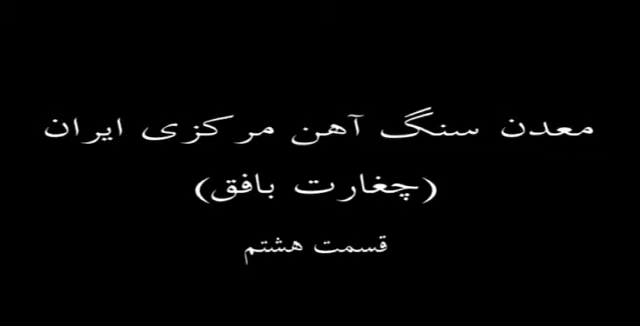 معدن سنگ آهن مرکزی ایران
(چغارت بافق)
قسمت هشتم